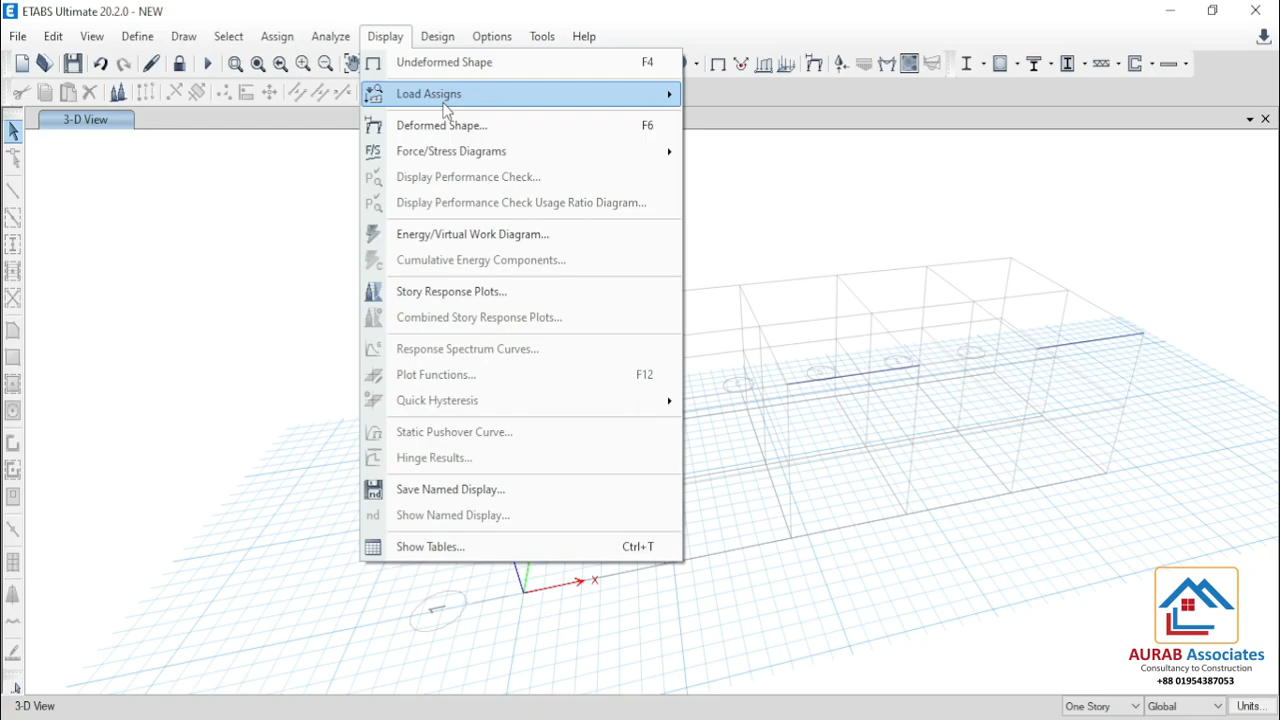 ETABS Ultimate 20.2.0 - NEW
File Edit View Define Draw Select Assign Analyze Display Design Options Tools Help
3-D View
Undeformed Shape F4
Load Assigns
Deformed Shape... F6
Force/Stress Diagrams
Display Performance Check...
Display Performance Check Usage Ratio Diagram...
Energy/Virtual Work Diagram...
Cumulative Energy Components...
Story Response Plots...
Combined Story Response Plots...
Response Spectrum Curves...
Plot Functions... F12
Quick Hysteresis
Static Pushover Curve...
Hinge Results...
Save Named Display...
nd Show Named Display...
Show Tables... Ctrl+T
X
1
AURAB Associates
Consultancy to Construction
+88 01954387053
3-D View One Story Global Units...